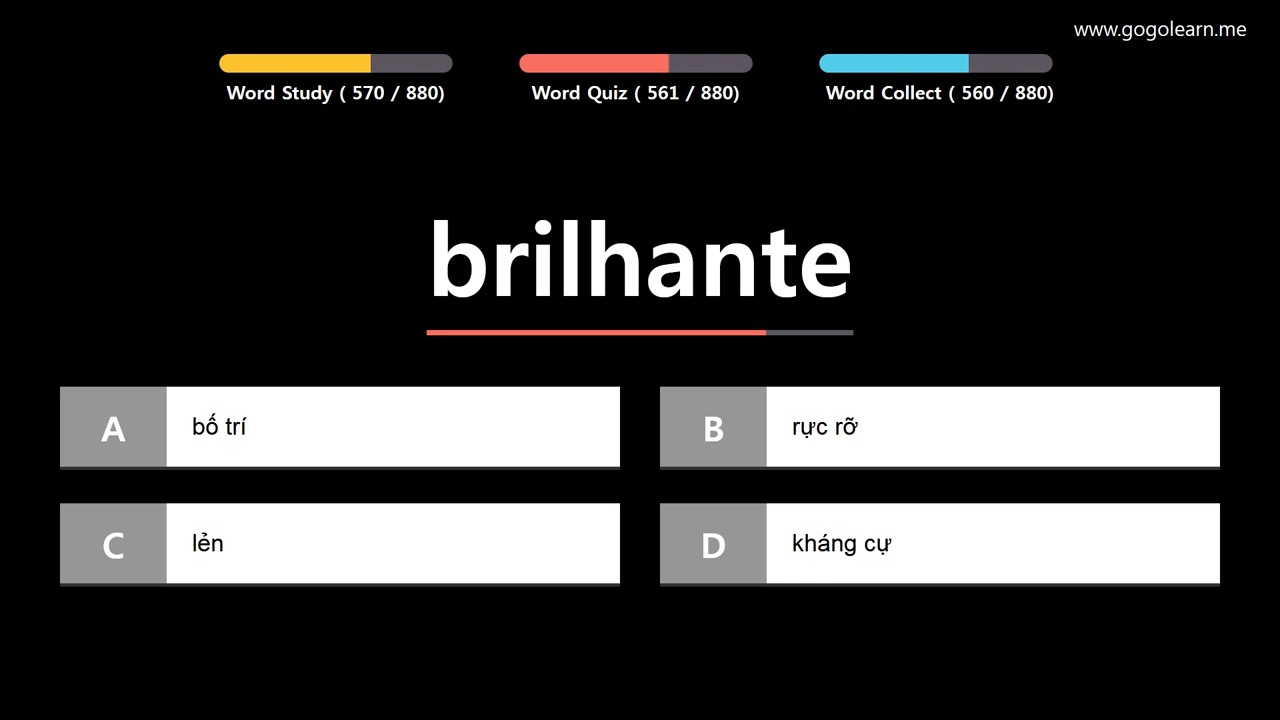 www.gogolearn.me
Word Study ( 570 / 880)
Word Quiz ( 561 / 880)
Word Collect ( 560 / 880)
brilhante
A
bố trí
B
rực rỡ
C
lẻn
D
kháng cự